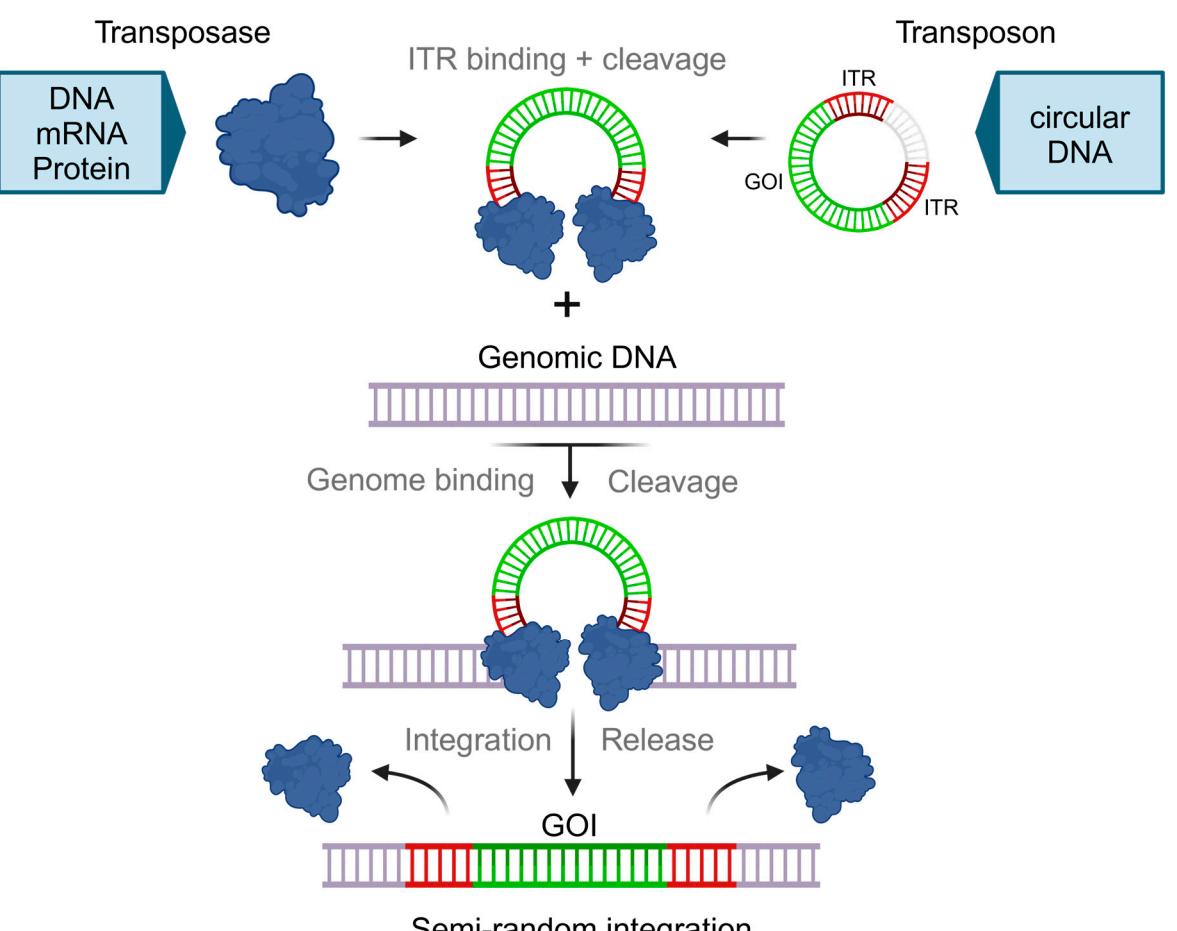 Transposase
Transposon
ITR binding + cleavage
DNA
mRNA
Protein
ITR
GOI
ITR
circular
DNA
+
Genomic DNA
Genome binding
Cleavage
Integration
Release
GOI
Semi-random integration